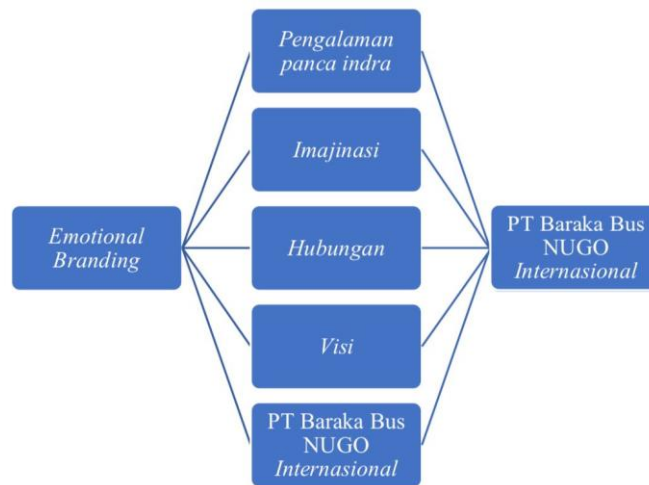 Pengalaman
panca indra
Imajinasi
Emotional
Branding
Hubungan
PT Baraka Bus
NUGO
Internasional
Visi
PT Baraka Bus
NUGO
Internasional